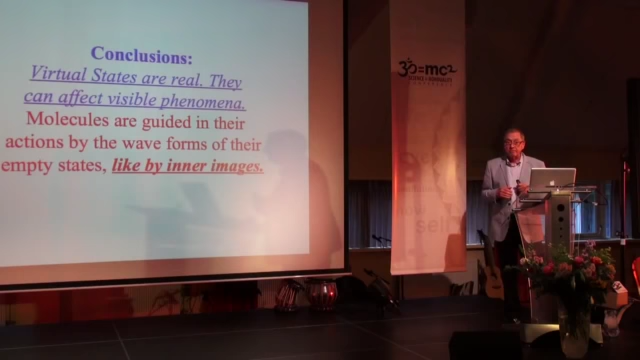 Conclusions:
Virtual States are real. They
can affect visible phenomena.
Molecules are guided in their
actions by the wave forms of their
empty states, like by inner images.
ॐ=mc2